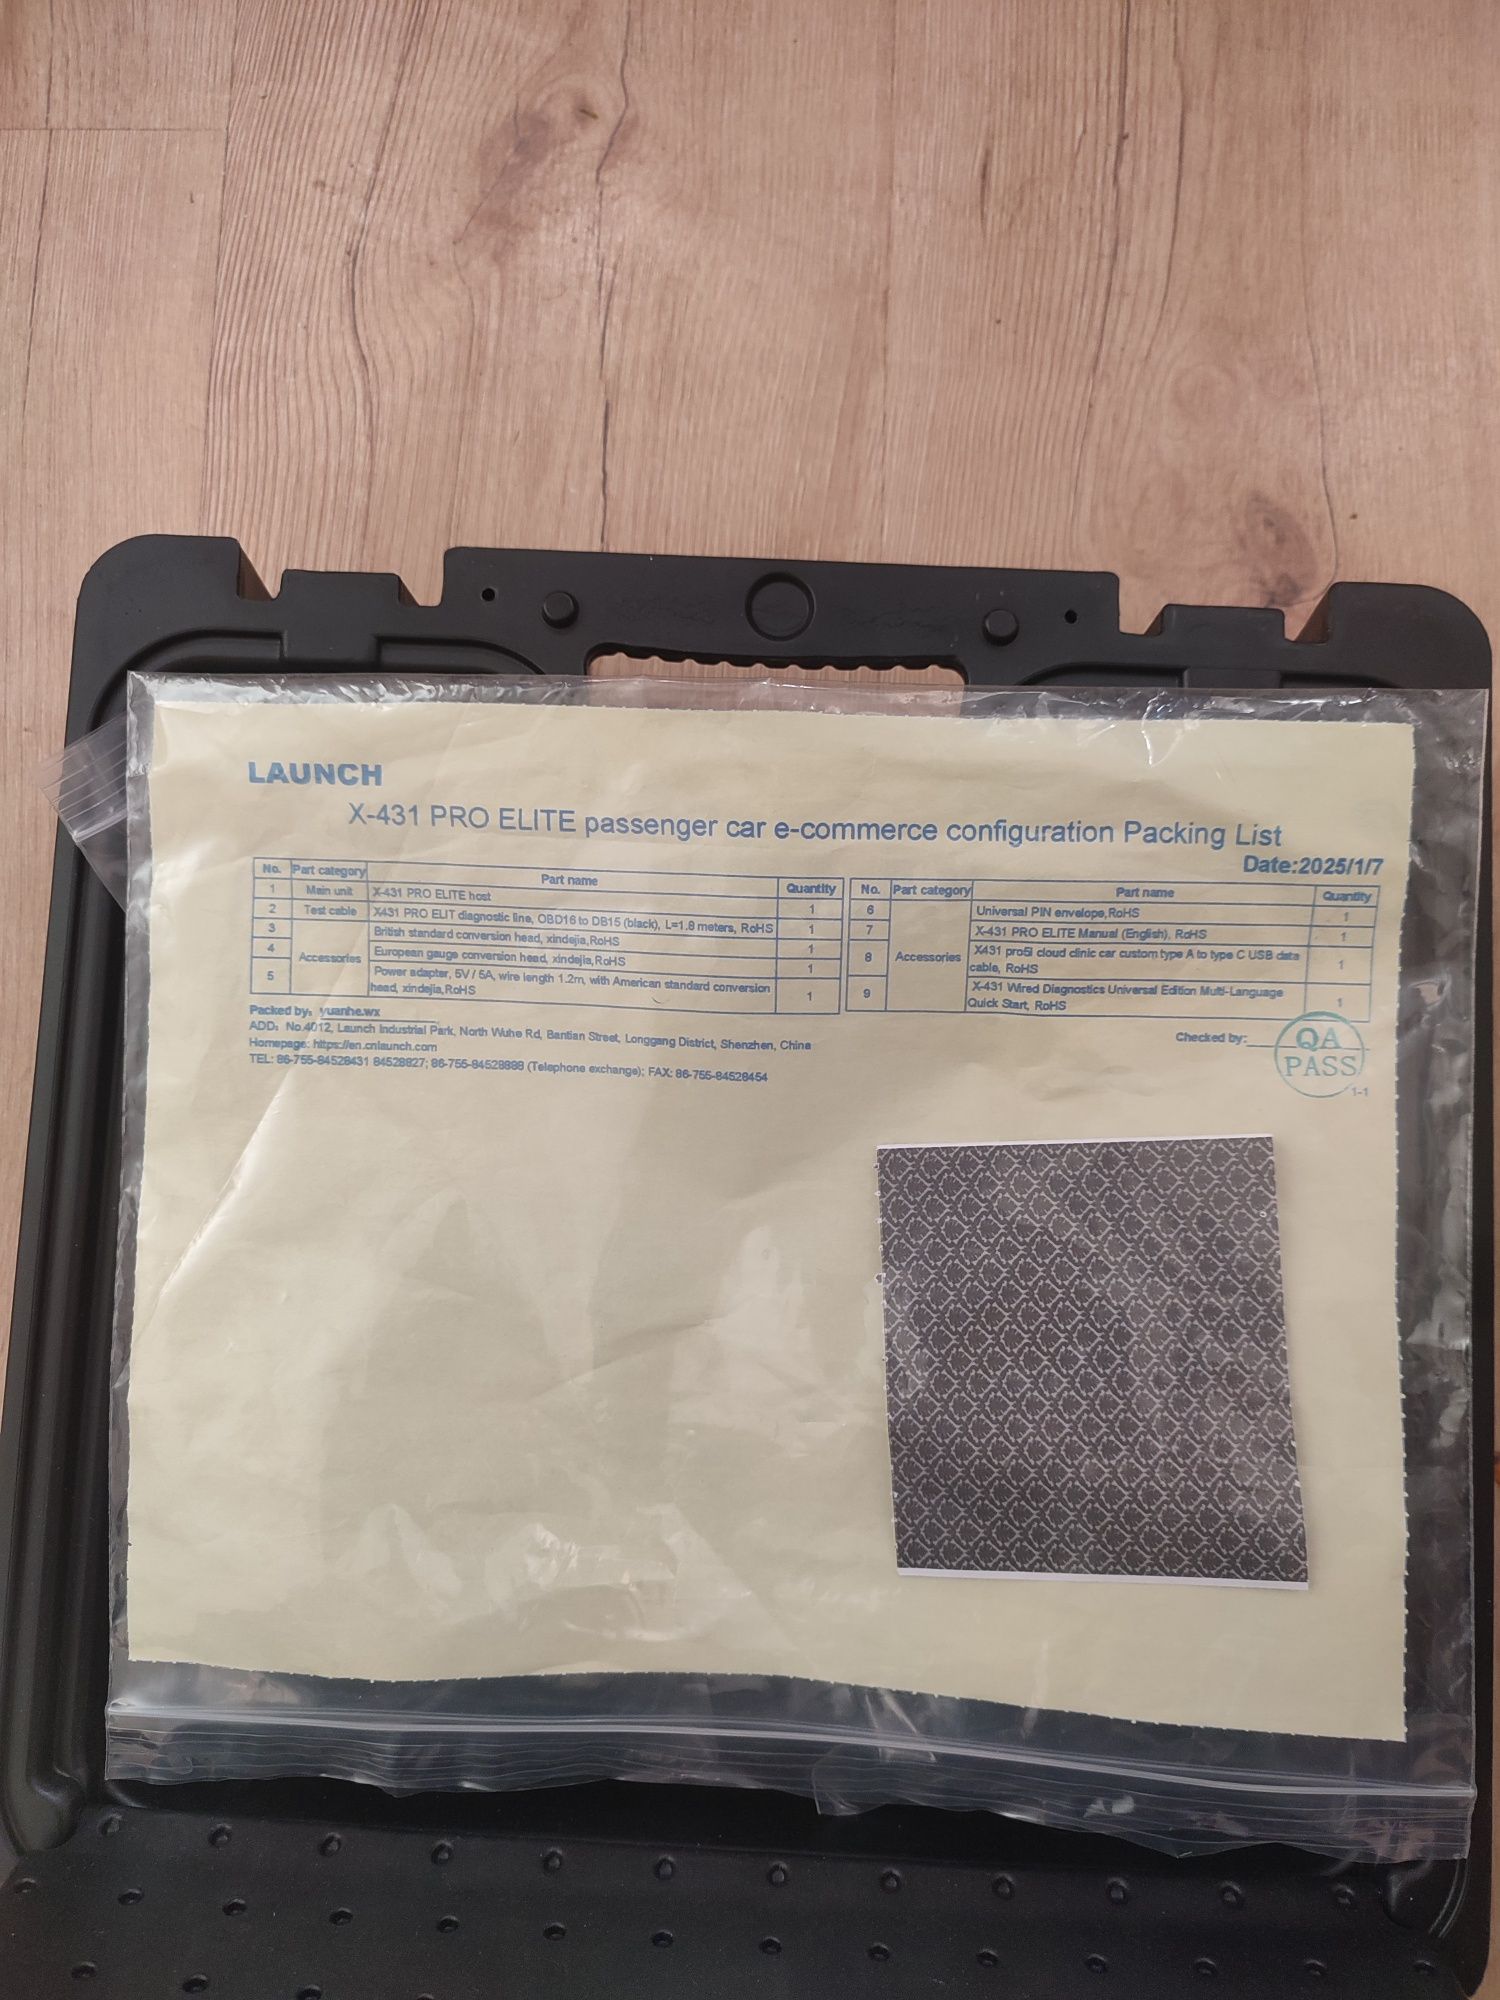 LAUNCH
X-431 PRO ELITE passenger car e-commerce configuration Packing List
Date:2025/1/7
No. Part category Part name Quantity
1 Main unit X-431 PRO ELITE host 1
2 Test cable X431 PRO ELIT diagnostic line, OBD16 to DB15 (black), L=1.8 meters, RoHS 1
3 British standard conversion head, xindejia,RoHS 1
4 Accessories European gauge conversion head, xindejia,RoHS 1
5 Power adapter, 5V / 5A, wire length 1.2m, with American standard conversion
head, xindejia,RoHS 1
No. Part category Part name Quantity
6 Universal PIN envelope,RoHS 1
7 X-431 PRO ELITE Manual (English), RoHS 1
8 Accessories X431 pro5l cloud clinic car custom type A to type C USB data
cable, RoHS 1
9 X-431 Wired Diagnostics Universal Edition Multi-Language
Quick Start, RoHS 1
Packed by: yuanhe.wx
ADD: No.4012, Launch Industrial Park, North Wuhe Rd, Bantian Street, Longgang District, Shenzhen, China
Homepage: https://en.cnlaunch.com
TEL: 86-755-84528431 84528827; 86-755-84528888 (Telephone exchange); FAX: 86-755-84528454
Checked by:
QA
PASS
1-1